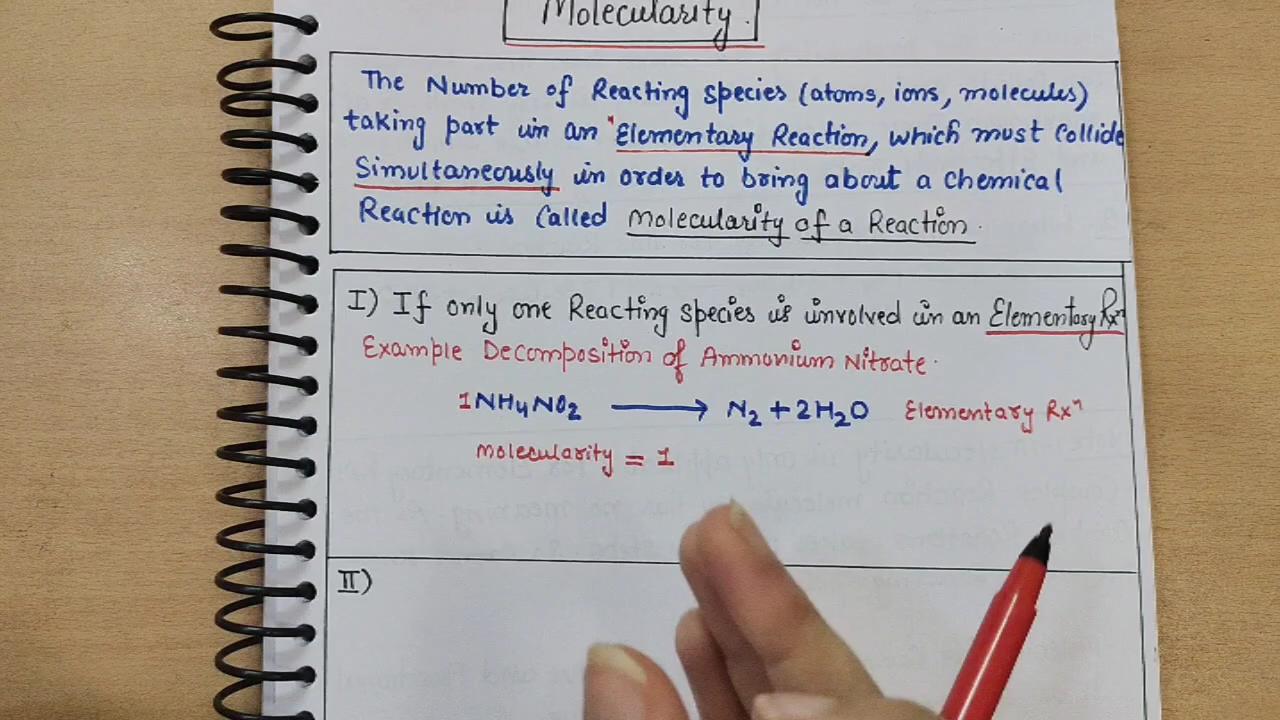 Molecularity.
The Number of Reacting species (atoms, ions, molecules)
taking part in an Elementary Reaction, which must collide
Simultaneously in order to bring about a chemical
Reaction is called molecularity of a Reaction.
I) If only one Reacting species is involved in an Elementary Rxⁿ
Example Decomposition of Ammonium Nitrate.
1NH₄NO₂ ⟶ N₂ + 2H₂O Elementary Rxⁿ
Molecularity = 1
II)